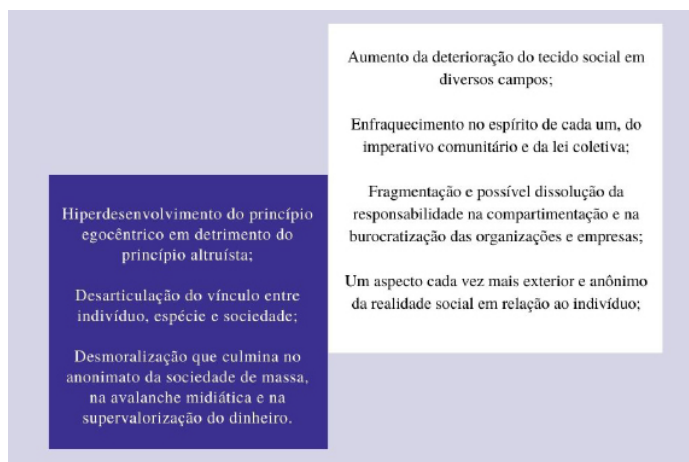 Aumento da deterioração do tecido social em
diversos campos;
Enfraquecimento no espírito de cada um, do
imperativo comunitário e da lei coletiva;
Fragmentação e possível dissolução da
responsabilidade na compartimentação e na
burocratização das organizações e empresas;
Um aspecto cada vez mais exterior e anônimo
da realidade social em relação ao indivíduo;
Hiperdesenvolvimento do princípio
egocêntrico em detrimento do
princípio altruísta;
Desarticulação do vínculo entre
indivíduo, espécie e sociedade;
Desmoralização que culmina no
anonimato da sociedade de massa,
na avalanche midiática e na
supervalorização do dinheiro.